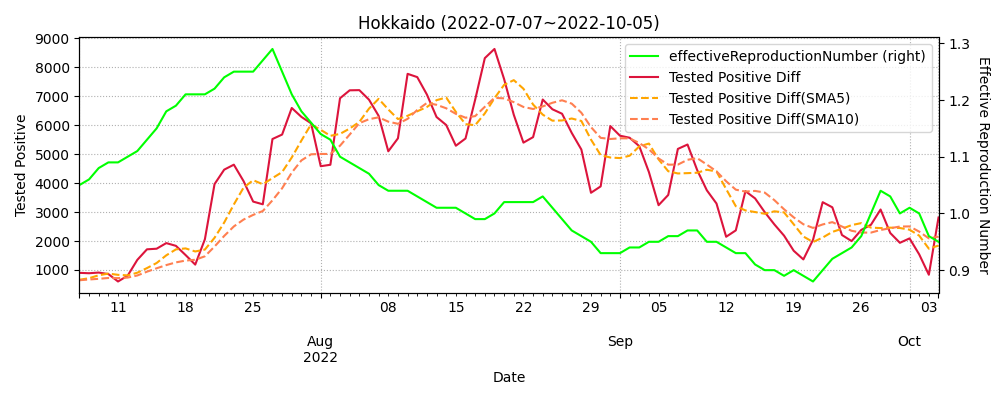 Hokkaido (2022-07-07~2022-10-05)
effectiveReproductionNumber (right)
Tested Positive Diff
Tested Positive Diff(SMA5)
Tested Positive Diff(SMA10)
Tested Positive
9000
8000
7000
6000
5000
4000
3000
2000
1000
1.3
1.2
1.1
1.0
0.9
Effective Reproduction Number
11 18 25 08 15 22 29 05 12 19 26 03
Aug Sep Oct
2022
Date